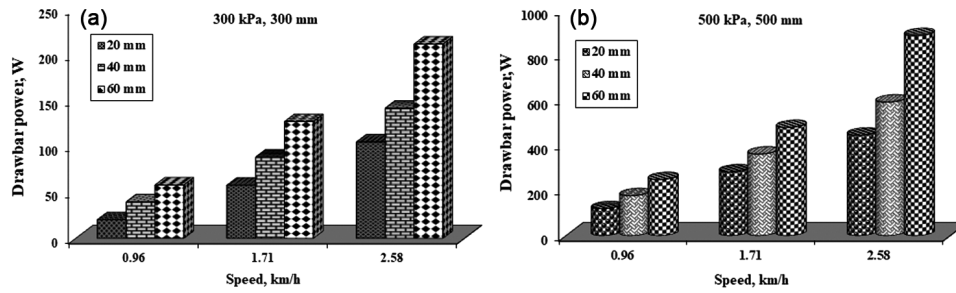 (a)
300 kPa, 300 mm
Drawbar power, W
250
200
150
100
50
0
20 mm
40 mm
60 mm
0.96
1.71
2.58
Speed, km/h
(b)
500 kPa, 500 mm
Drawbar power, W
1000
800
600
400
200
0
20 mm
40 mm
60 mm
0.96
1.71
2.58
Speed, km/h